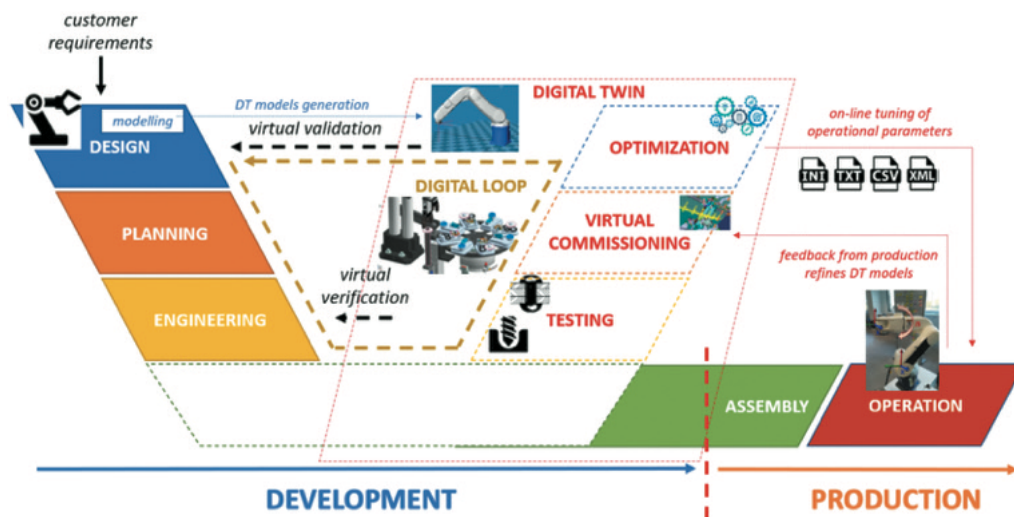 customer
requirements
modelling
DESIGN
DT models generation
virtual validation
DIGITAL TWIN
OPTIMIZATION
on-line tuning of
operational parameters
INI TXT CSV XML
DIGITAL LOOP
PLANNING
VIRTUAL
COMMISSIONING
feedback from production
refines DT models
virtual
verification
ENGINEERING
TESTING
ASSEMBLY
OPERATION
DEVELOPMENT
PRODUCTION